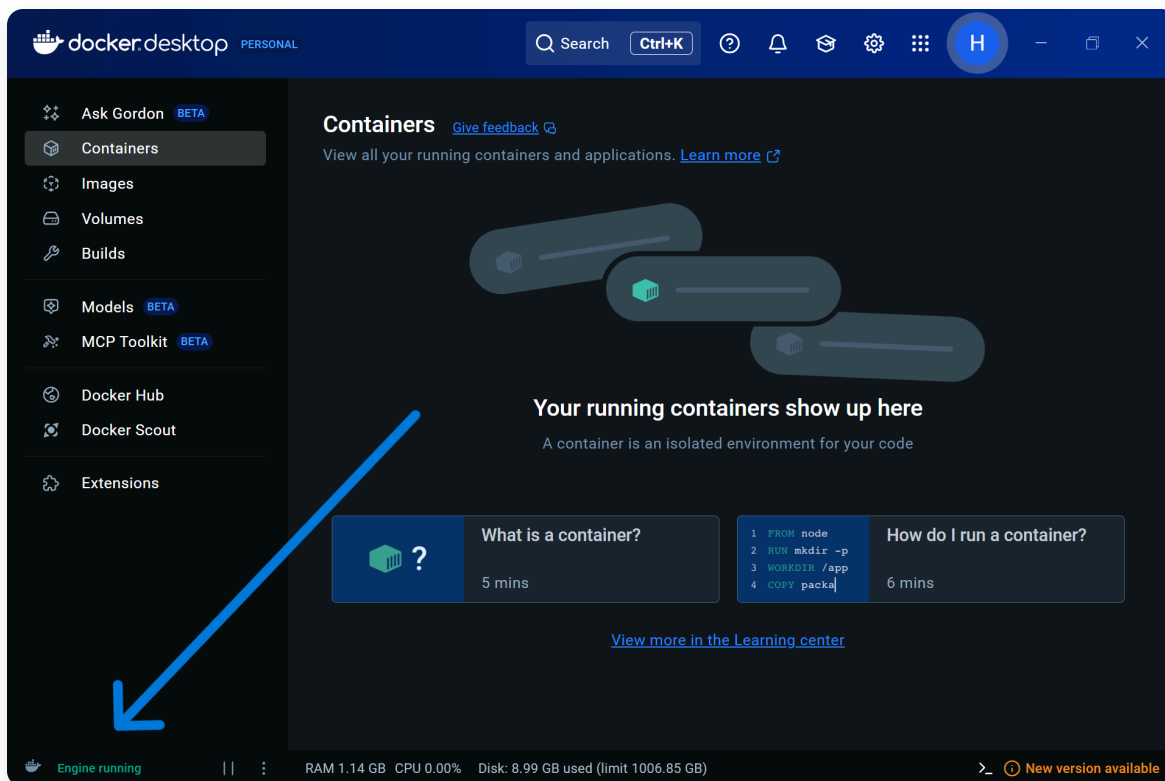 docker.desktop PERSONAL
Search Ctrl+K
H
Ask Gordon BETA
Containers
Images
Volumes
Builds
Models BETA
MCP Toolkit BETA
Docker Hub
Docker Scout
Extensions
Containers Give feedback
View all your running containers and applications. Learn more
Your running containers show up here
A container is an isolated environment for your code
?
What is a container?
5 mins
1 FROM node
2 RUN mkdir -p
3 WORKDIR /app
4 COPY packa
How do I run a container?
6 mins
View more in the Learning center
Engine running
RAM 1.14 GB CPU 0.00% Disk: 8.99 GB used (limit 1006.85 GB)
New version available